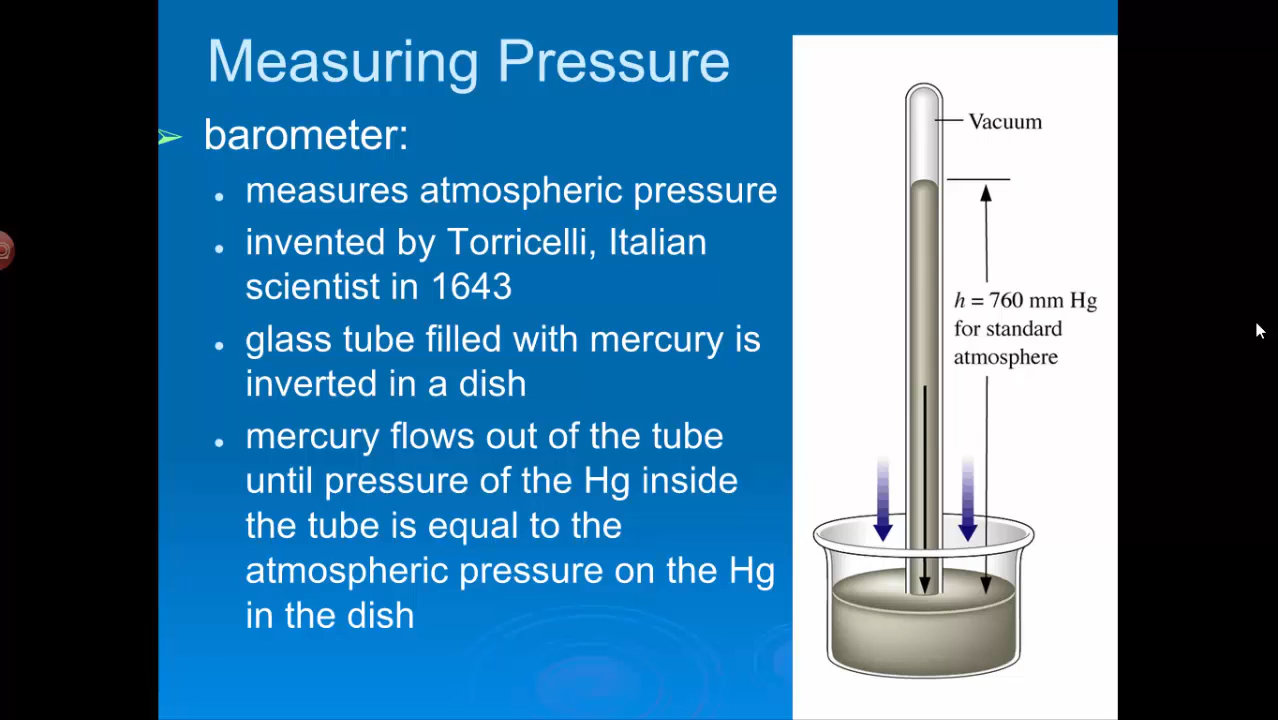 Measuring Pressure
barometer:
measures atmospheric pressure
invented by Torricelli, Italian
scientist in 1643
glass tube filled with mercury is
inverted in a dish
mercury flows out of the tube
until pressure of the Hg inside
the tube is equal to the
atmospheric pressure on the Hg
in the dish
Vacuum
h = 760 mm Hg
for standard
atmosphere